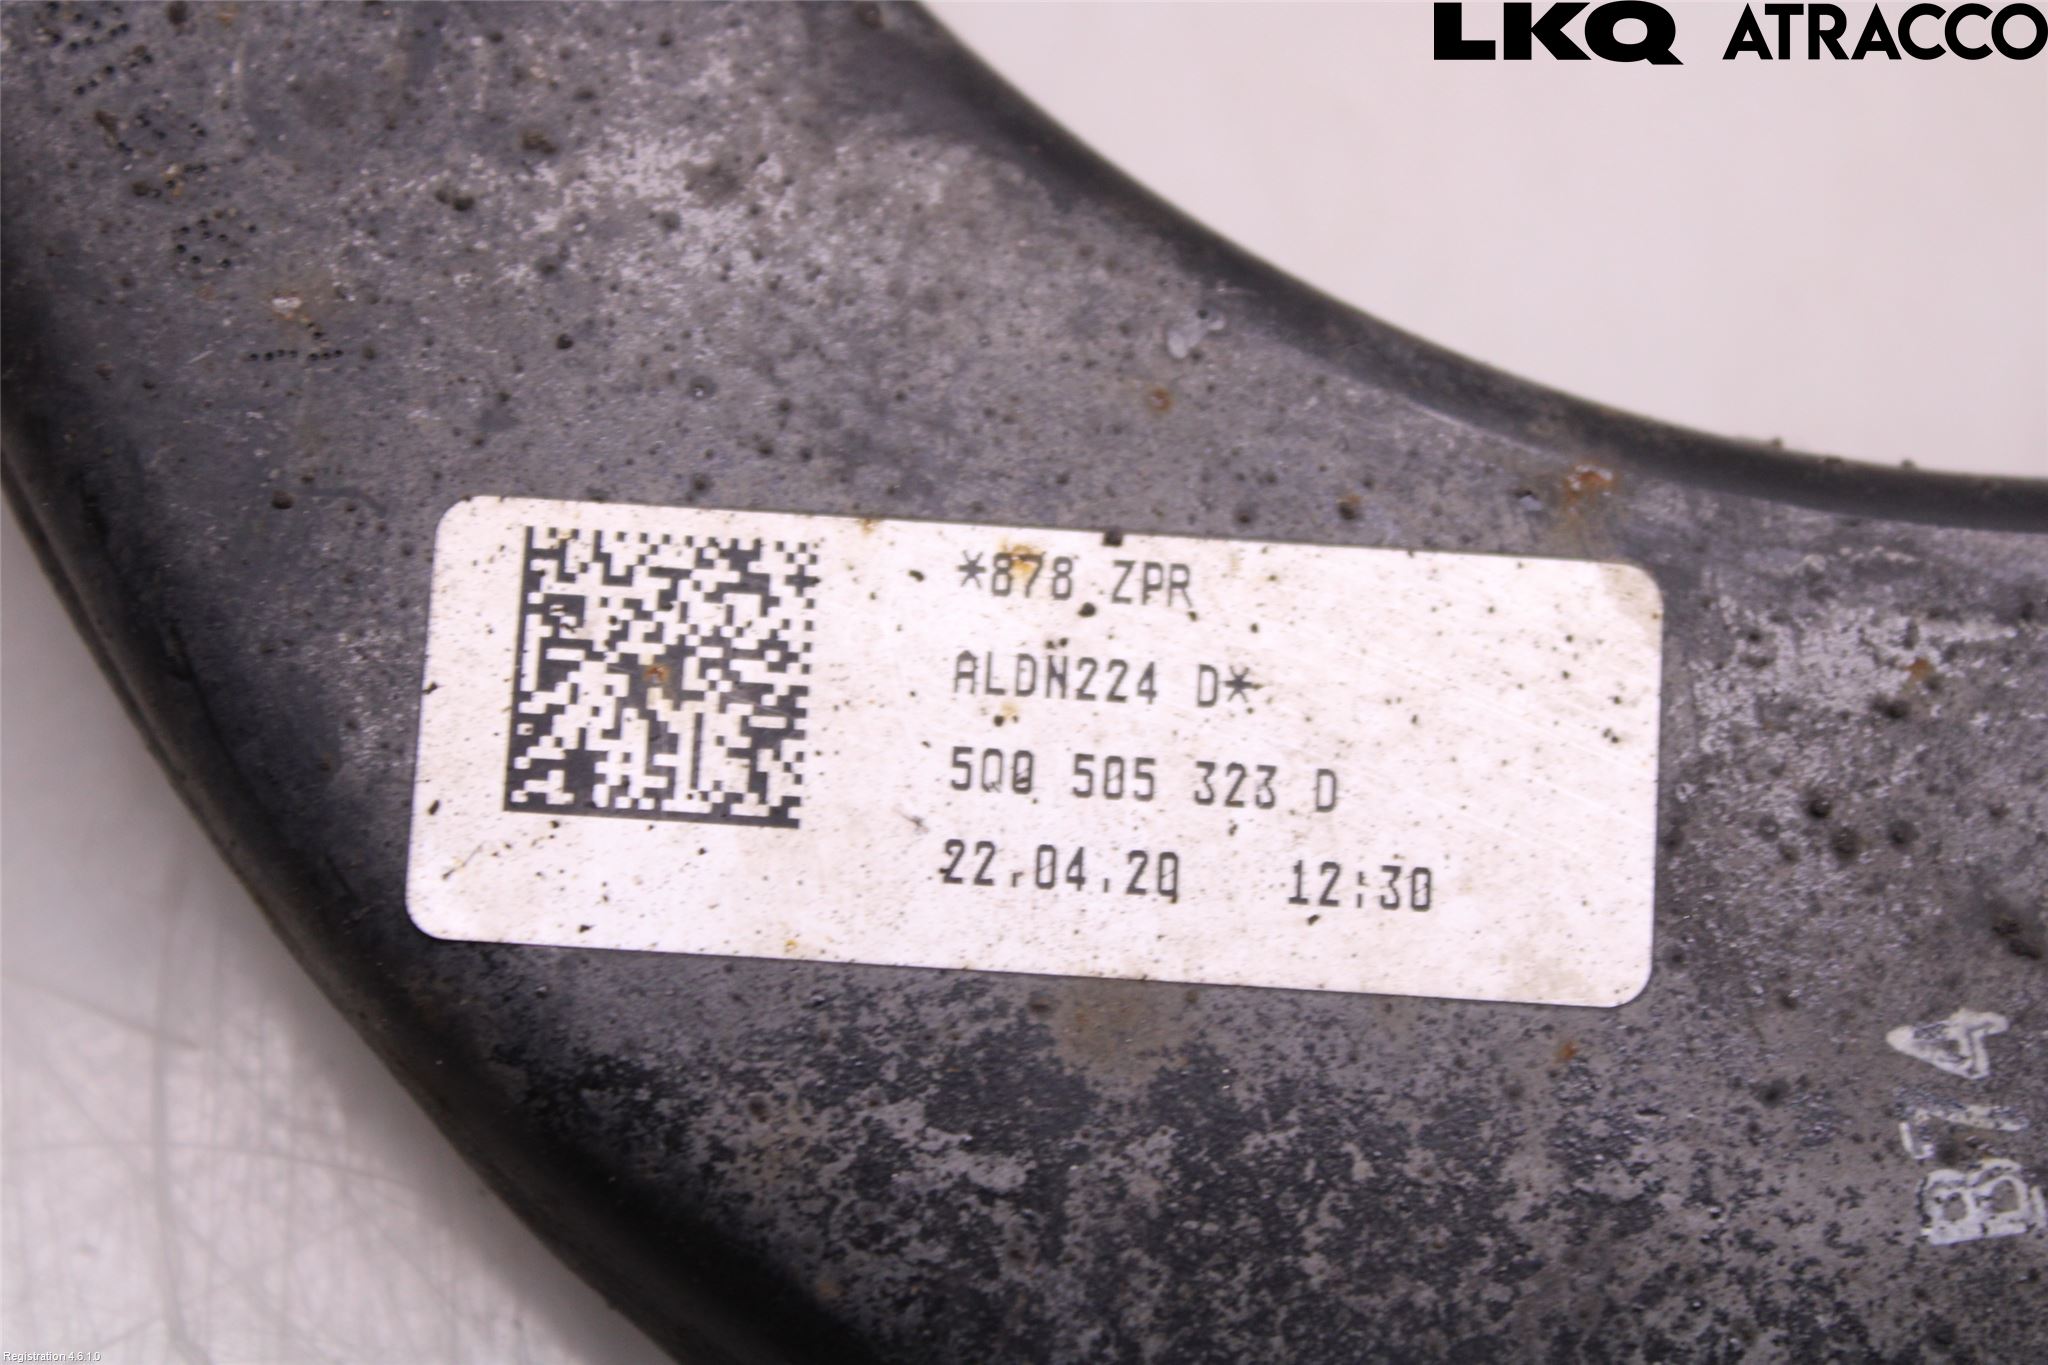 LKQ ATRACCO
*878 ZPR
ALDN224 D*
5Q0 505 323 D
22.04.20 12:30
B74
Registration 4.6.1.0